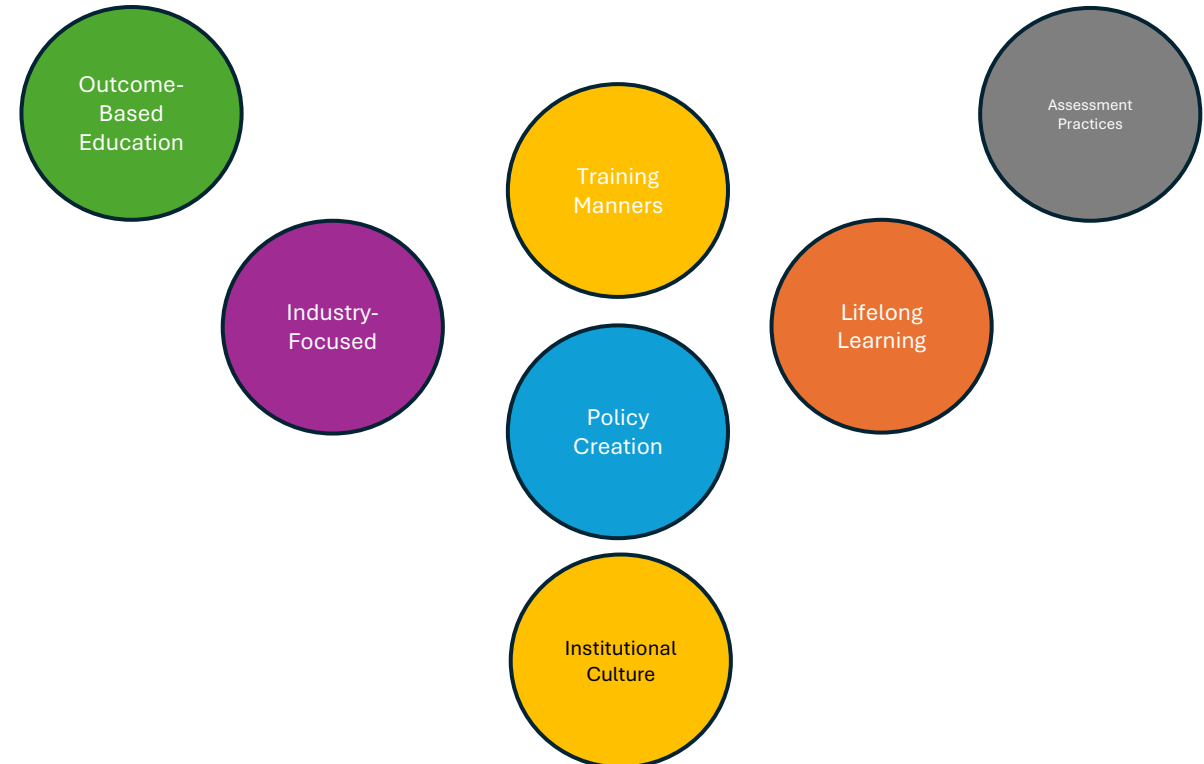 Outcome-
Based
Education
Assessment
Practices
Training
Manners
Industry-
Focused
Lifelong
Learning
Policy
Creation
Institutional
Culture